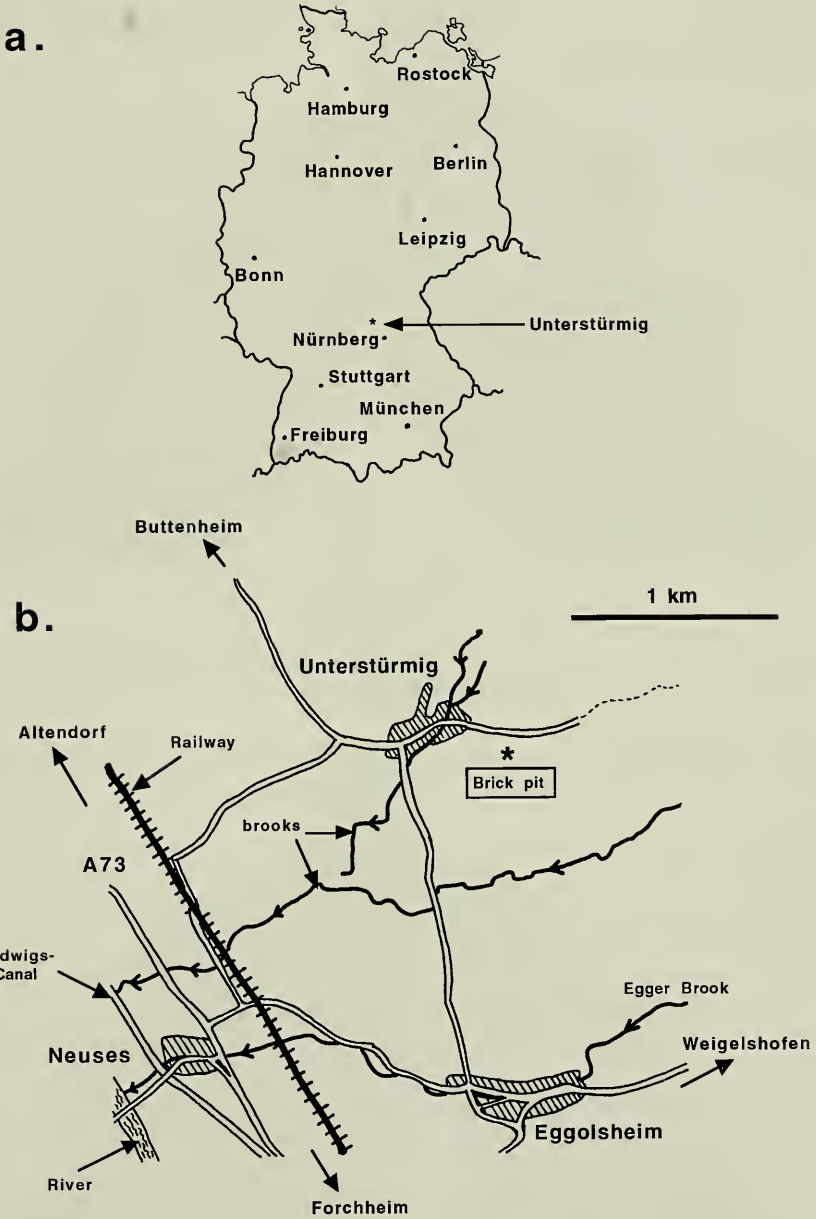 a.
Rostock
Hamburg
Berlin
Hannover
Leipzig
Bonn
Unterstürmig
Nürnberg
Stuttgart
München
Freiburg
Buttenheim
b.
1 km
Unterstürmig
Altendorf
Railway
Brick pit
brooks
A73
dwigs-
Canal
Egger Brook
Neuses
Weigelshofen
Eggolsheim
River
Forchheim